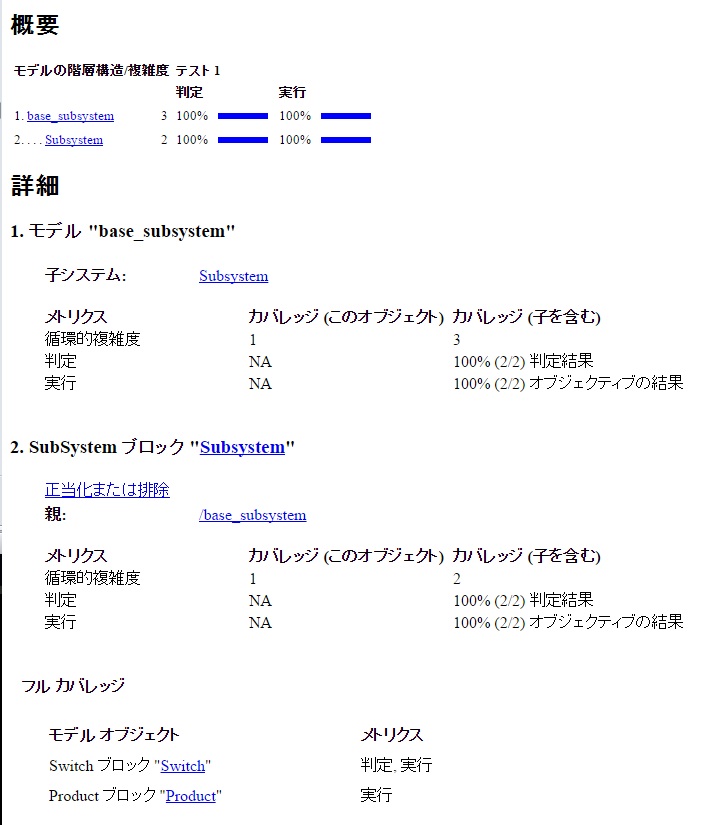 概要
モデルの階層構造/複雑度 テスト 1
判定 実行
1. base_subsystem 3 100% 100%
2. . . . Subsystem 2 100% 100%
詳細
1. モデル "base_subsystem"
子システム: Subsystem
メトリクス カバレッジ (このオブジェクト) カバレッジ (子を含む)
循環的複雑度 1 3
判定 NA 100% (2/2) 判定結果
実行 NA 100% (2/2) オブジェクティブの結果
2. SubSystem ブロック "Subsystem"
正当化または排除
親: /base_subsystem
メトリクス カバレッジ (このオブジェクト) カバレッジ (子を含む)
循環的複雑度 1 2
判定 NA 100% (2/2) 判定結果
実行 NA 100% (2/2) オブジェクティブの結果
フル カバレッジ
モデル オブジェクト メトリクス
Switch ブロック "Switch" 判定, 実行
Product ブロック "Product" 実行